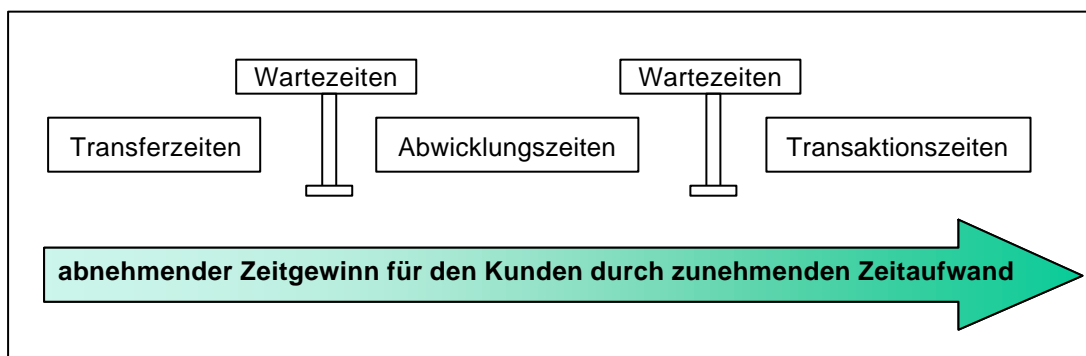 Wartezeiten
Wartezeiten
Transferzeiten
Abwicklungszeiten
Transaktionszeiten
abnehmender Zeitgewinn für den Kunden durch zunehmenden Zeitaufwand